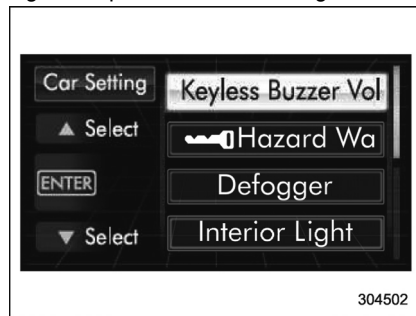 Car Setting
Keyless Buzzer Vol
▲ Select
Hazard Wa
ENTER
Defogger
▼ Select
Interior Light
304502